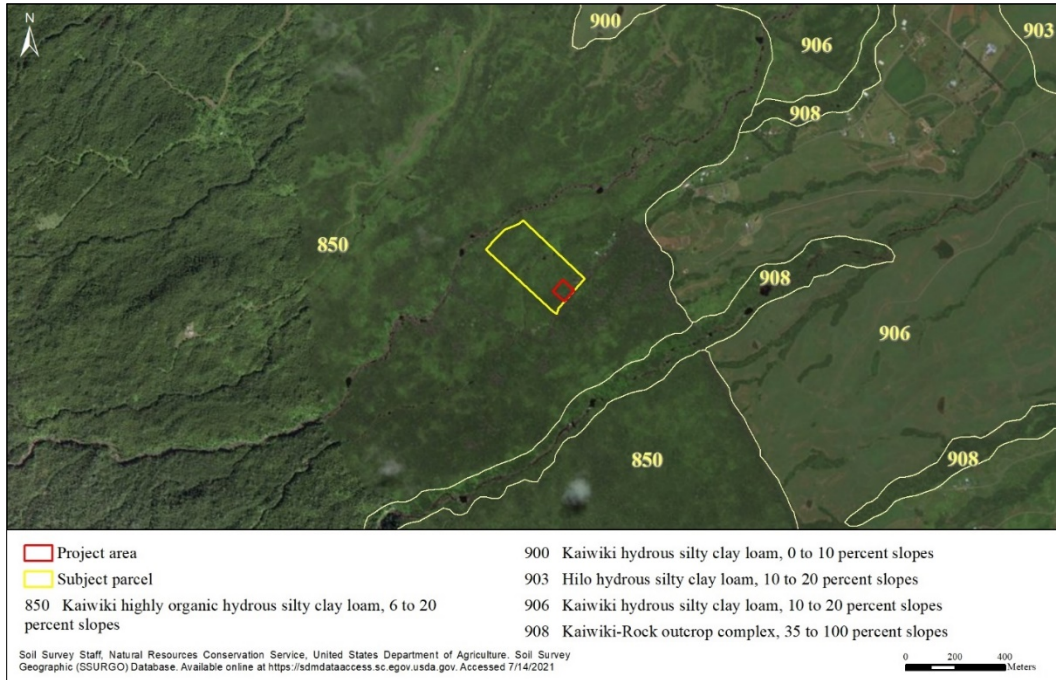 N
900
906
903
908
850
908
906
850
908
Project area
Subject parcel
850 Kaiwiki highly organic hydrous silty clay loam, 6 to 20
percent slopes
900 Kaiwiki hydrous silty clay loam, 0 to 10 percent slopes
903 Hilo hydrous silty clay loam, 10 to 20 percent slopes
906 Kaiwiki hydrous silty clay loam, 10 to 20 percent slopes
908 Kaiwiki-Rock outcrop complex, 35 to 100 percent slopes
Soil Survey Staff, Natural Resources Conservation Service, United States Department of Agriculture. Soil Survey
Geographic (SSURGO) Database. Available online at https://sdmdataaccess.sc.egov.usda.gov. Accessed 7/14/2021
0 200 400
Meters